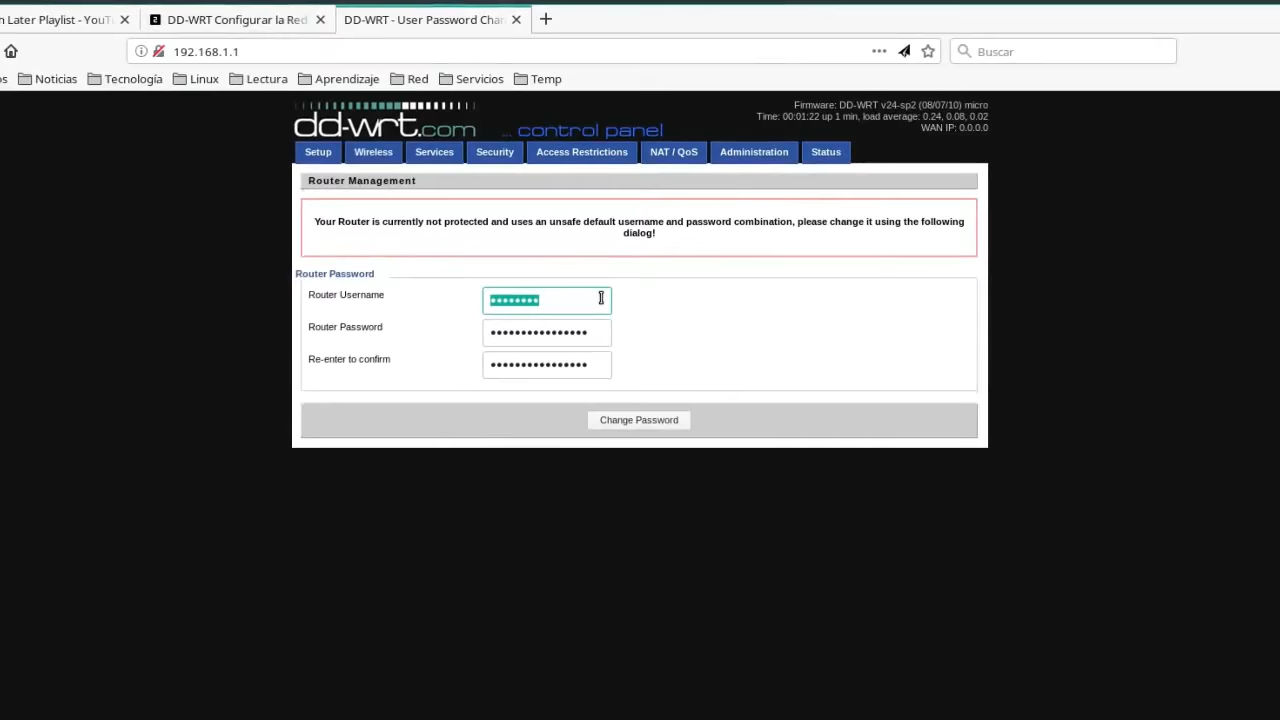 n Later Playlist - YouT
DD-WRT Configurar la Red
DD-WRT - User Password Chan
192.168.1.1
Buscar
os
Noticias
Tecnología
Linux
Lectura
Aprendizaje
Red
Servicios
Temp
dd-wrt.com
... control panel
Firmware: DD-WRT v24-sp2 (08/07/10) micro
Time: 00:01:22 up 1 min, load average: 0.24, 0.08, 0.02
WAN IP: 0.0.0.0
Setup Wireless Services Security Access Restrictions NAT / QoS Administration Status
Router Management
Your Router is currently not protected and uses an unsafe default username and password combination, please change it using the following
dialog!
Router Password
Router Username
Router Password
Re-enter to confirm
Change Password